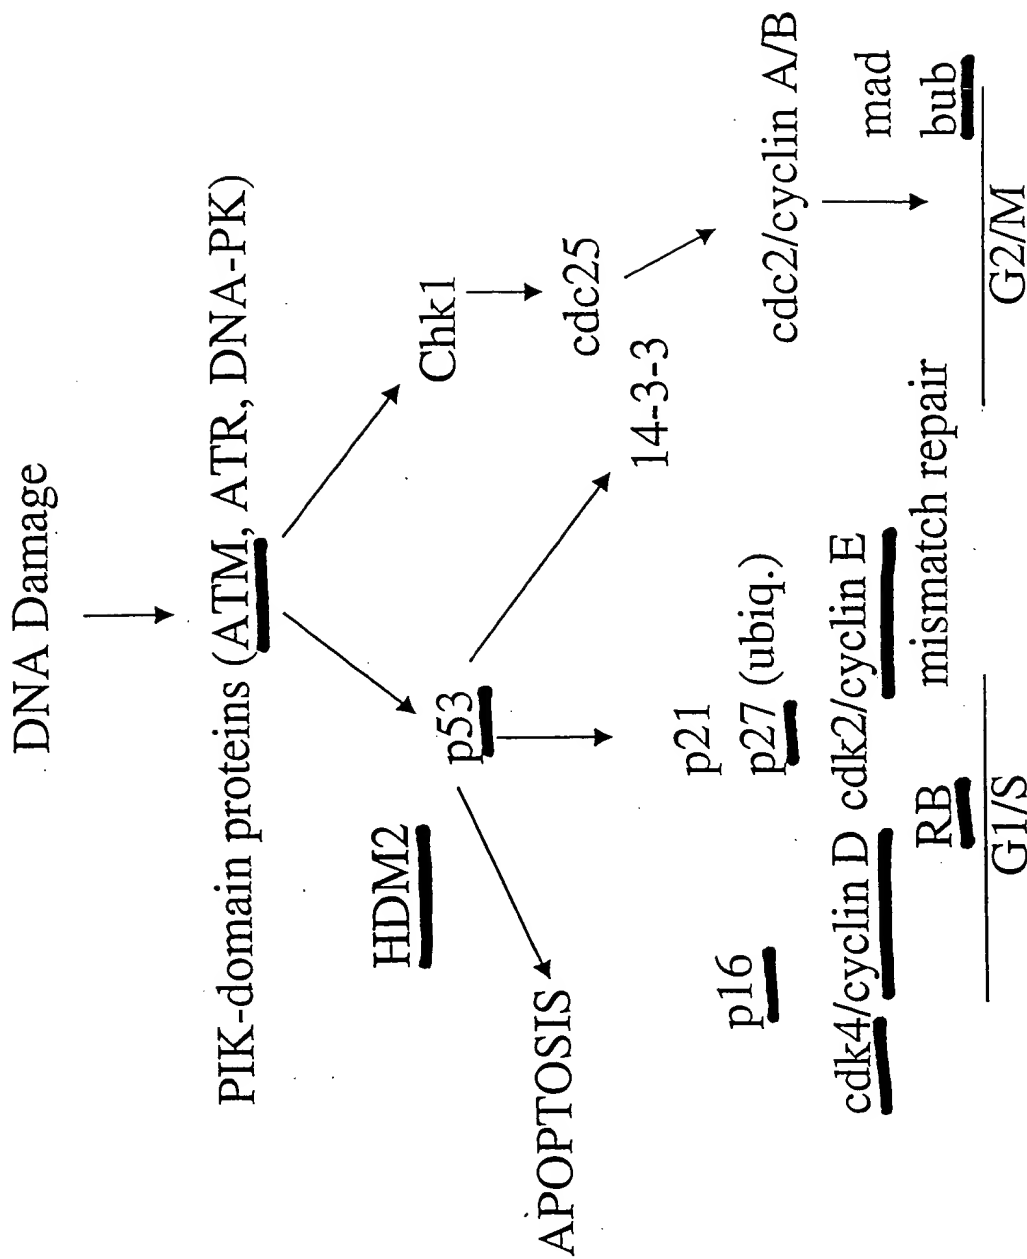 DNA Damage
PIK-domain proteins (ATM, ATR, DNA-PK)
HDM2
p53
Chk1
APOPTOSIS
cdc25
14-3-3
p21
p16
p27 (ubiq.)
cdc2/cyclin A/B
cdk4/cyclin D cdk2/cyclin E
mad
RB
mismatch repair
bub
G1/S
G2/M